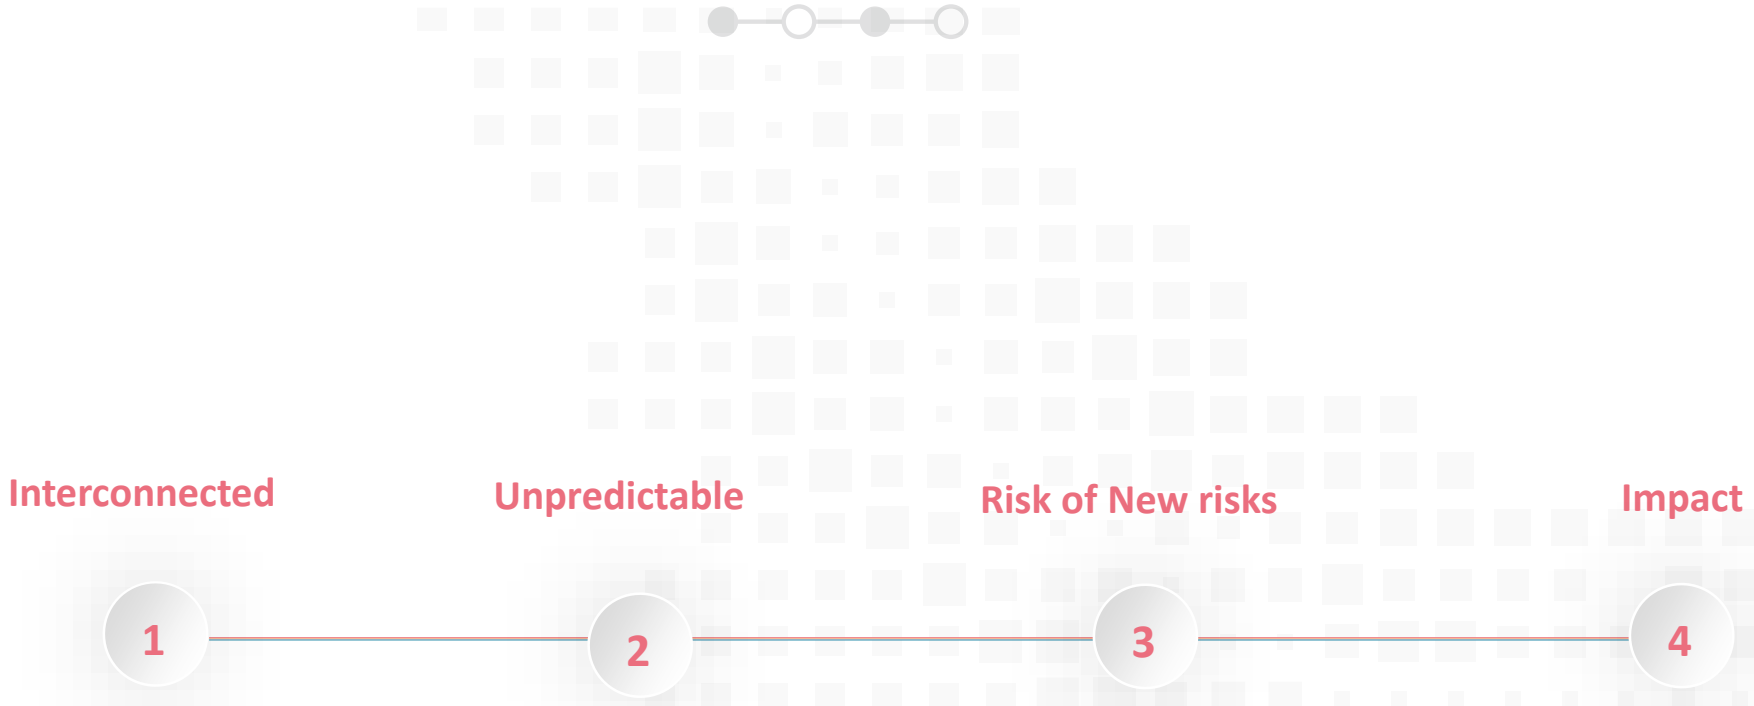 Interconnected
Unpredictable
Risk of New risks
Impact
1
2
3
4